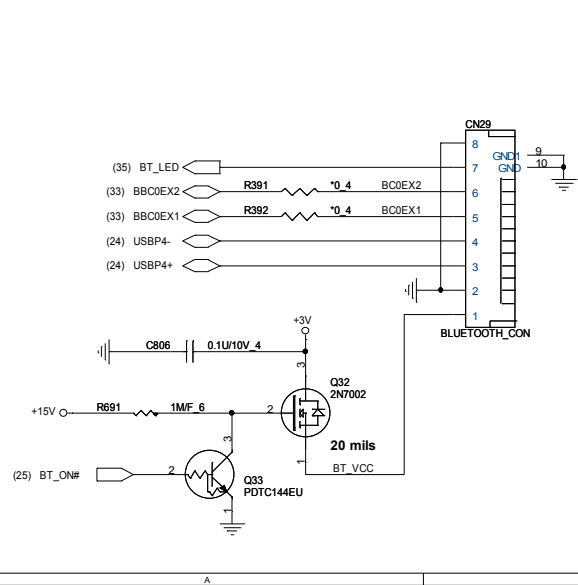 CN29
8
GND1 9
(35) BT_LED 7 GND 10
(33) BBC0EX2 R391 *0_4 BC0EX2 6
(33) BBC0EX1 R392 *0_4 BC0EX1 5
(24) USBP4- 4
(24) USBP4+ 3
2
1
+3V
BLUETOOTH_CON
C806 0.1U/10V_4
3
Q32
2N7002
+15V R691 1M/F_6 2
3
20 mils
1
BT_VCC
(25) BT_ON# 2
Q33
PDTC144EU
1
A